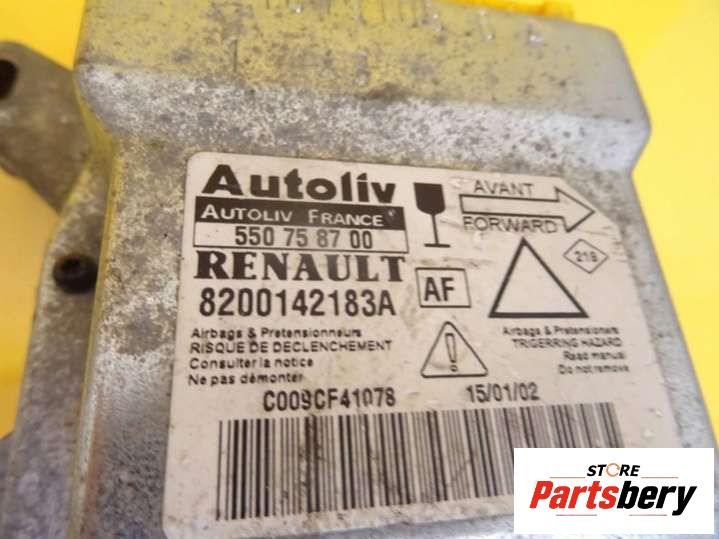 Autoliv
AUTOLIV FRANCE
550 75 87 00
RENAULT
8200142183A
AF
AVANT
FORWARD
218
Airbags & Pretensionneurs
RISQUE DE DECLENCHEMENT
Consulter la notice
Ne pas démonter
Airbags & Pretensioners
TRIGERRING HAZARD
Read manual
Do not remove
C009CF41078
15/01/02
STORE
Partsbery